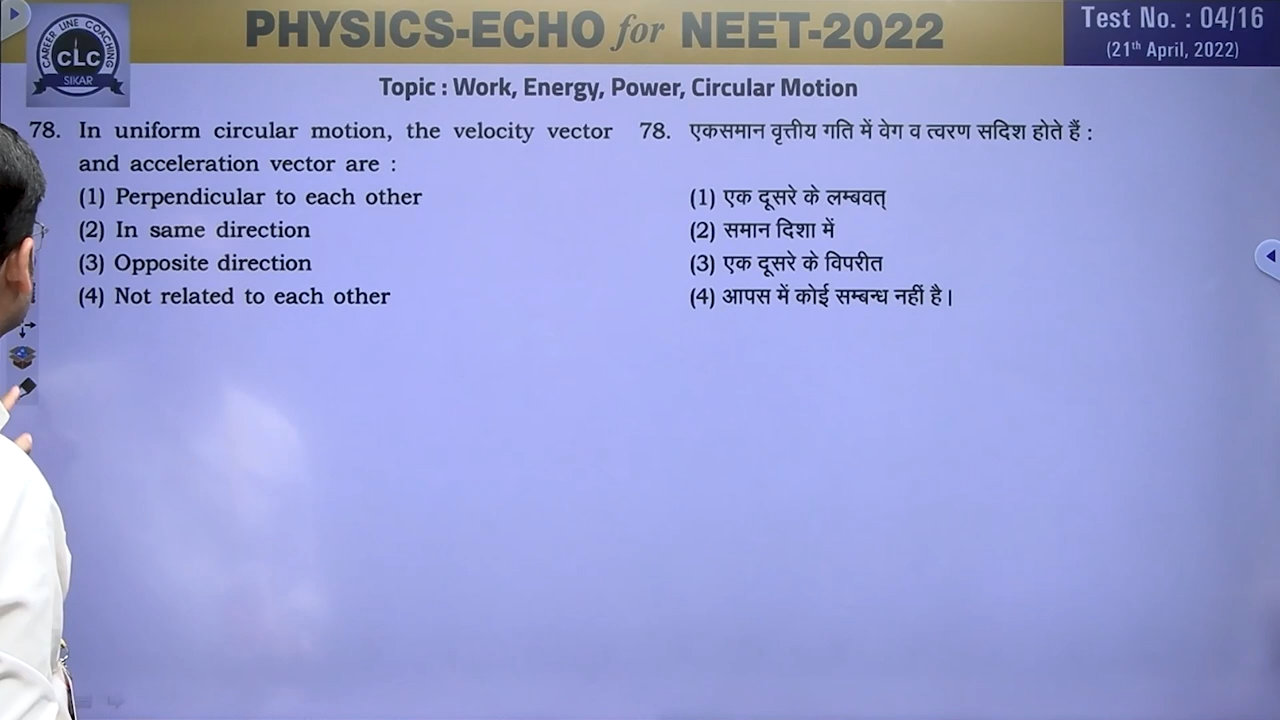 PHYSICS-ECHO for NEET-2022
Test No. : 04/16
(21th April, 2022)
CAREER LINE COACHING
CLC
SIKAR
Topic : Work, Energy, Power, Circular Motion
78. In uniform circular motion, the velocity vector
and acceleration vector are :
(1) Perpendicular to each other
(2) In same direction
(3) Opposite direction
(4) Not related to each other
78. एकसमान वृत्तीय गति में वेग व त्वरण सदिश होते हैं :
(1) एक दूसरे के लम्बवत्
(2) समान दिशा में
(3) एक दूसरे के विपरीत
(4) आपस में कोई सम्बन्ध नहीं है।